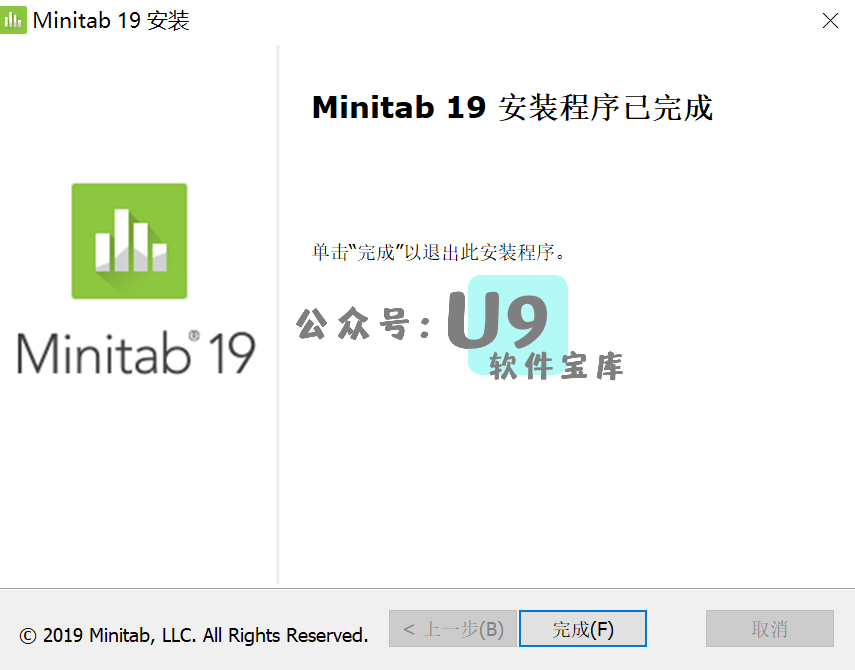 Minitab 19 安装
Minitab 19 安装程序已完成
单击“完成”以退出此安装程序。
公众号：U9
软件宝库
Minitab® 19
© 2019 Minitab, LLC. All Rights Reserved.
< 上一步(B)
完成(F)
取消